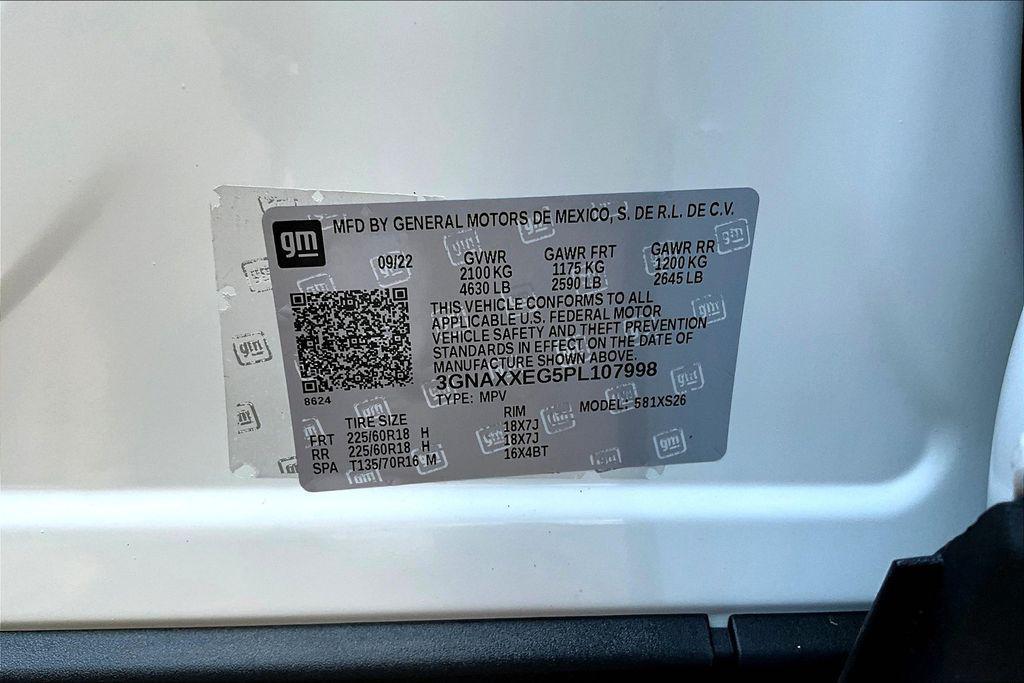 gm MFD BY GENERAL MOTORS DE MEXICO, S. DE R.L. DE C.V.
09/22 GVWR GAWR FRT GAWR RR
2100 KG 1175 KG 1200 KG
4630 LB 2590 LB 2645 LB
THIS VEHICLE CONFORMS TO ALL
APPLICABLE U.S. FEDERAL MOTOR
VEHICLE SAFETY AND THEFT PREVENTION
STANDARDS IN EFFECT ON THE DATE OF
MANUFACTURE SHOWN ABOVE.
3GNAXXEG5PL107998
8624 TYPE: MPV MODEL: 581XS26
TIRE SIZE RIM
FRT 225/60R18 H 18X7J
RR 225/60R18 H 18X7J
SPA T135/70R16 M 16X4BT